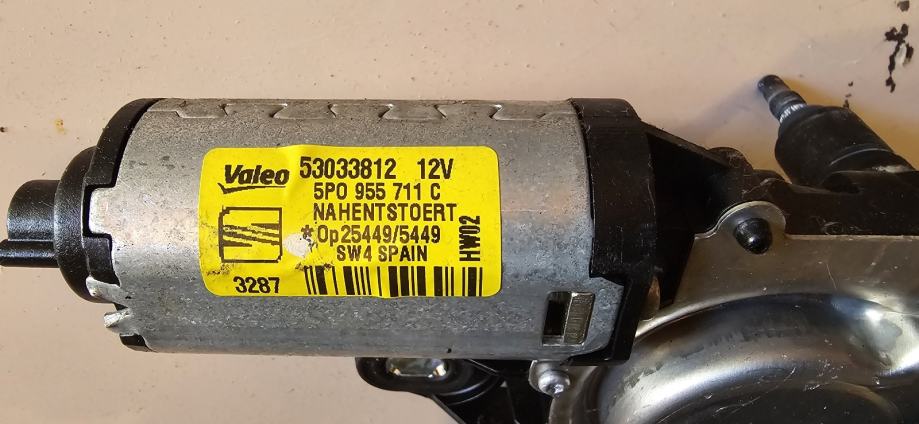 Valeo 53033812 12V
5P0 955 711 C
NAHENTSTOERT
*Op25449/5449
SW4 SPAIN
HW02
3287